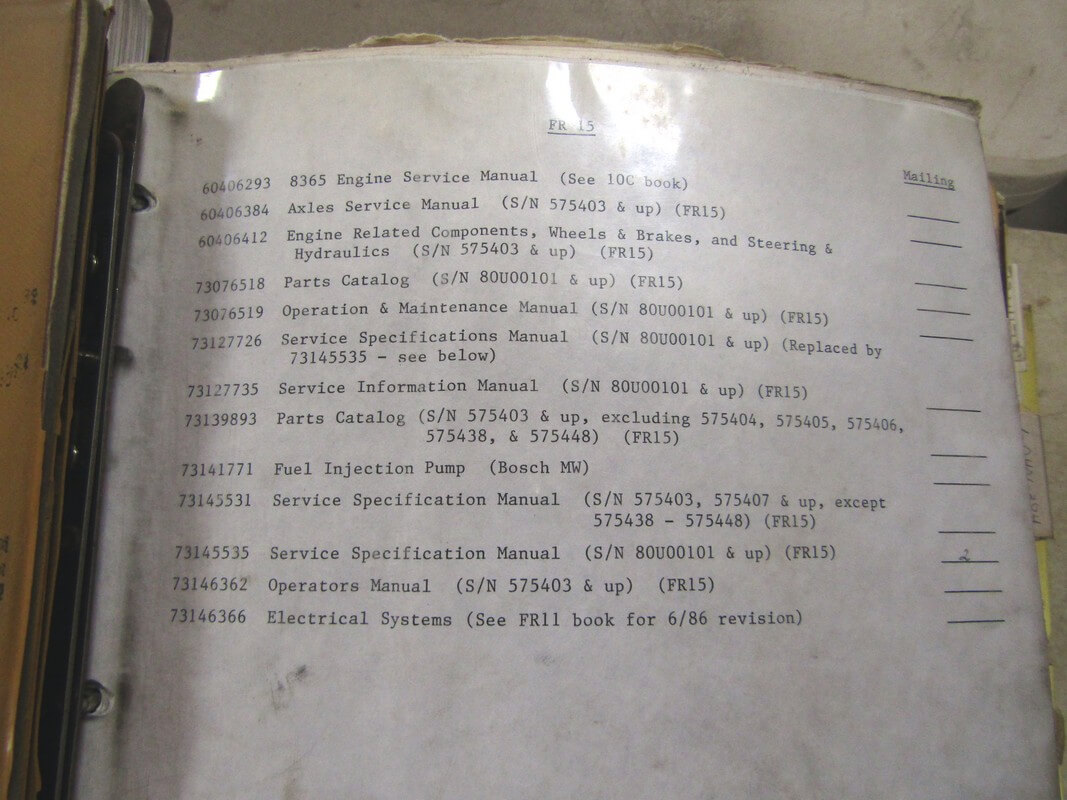 FR 15
Mailing
60406293 8365 Engine Service Manual (See 10C book)
60406384 Axles Service Manual (S/N 575403 & up) (FR15)
60406412 Engine Related Components, Wheels & Brakes, and Steering &
Hydraulics (S/N 575403 & up) (FR15)
73076518 Parts Catalog (S/N 80U00101 & up) (FR15)
73076519 Operation & Maintenance Manual (S/N 80U00101 & up) (FR15)
73127726 Service Specifications Manual (S/N 80U00101 & up) (Replaced by
73145535 - see below)
73127735 Service Information Manual (S/N 80U00101 & up) (FR15)
73139893 Parts Catalog (S/N 575403 & up, excluding 575404, 575405, 575406,
575438, & 575448) (FR15)
73141771 Fuel Injection Pump (Bosch MW)
73145531 Service Specification Manual (S/N 575403, 575407 & up, except
575438 - 575448) (FR15)
73145535 Service Specification Manual (S/N 80U00101 & up) (FR15) 2
73146362 Operators Manual (S/N 575403 & up) (FR15)
73146366 Electrical Systems (See FR11 book for 6/86 revision)